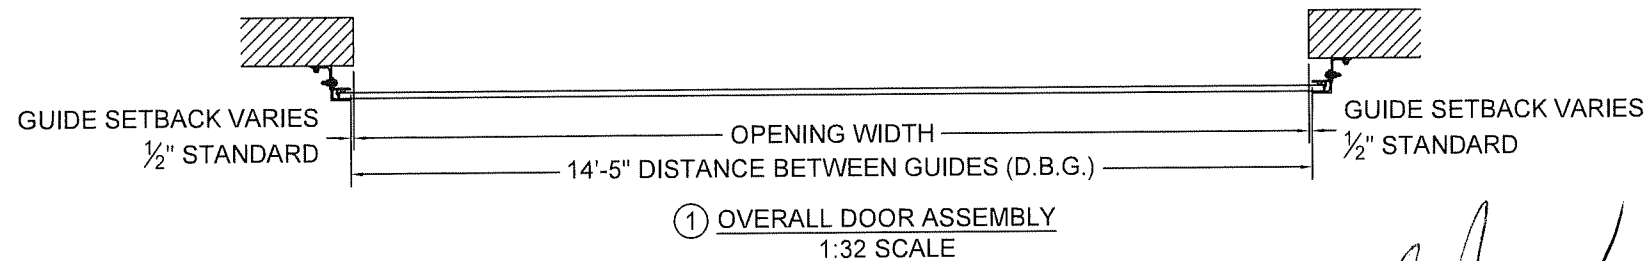 GUIDE SETBACK VARIES
½" STANDARD
OPENING WIDTH
14'-5" DISTANCE BETWEEN GUIDES (D.B.G.)
GUIDE SETBACK VARIES
½" STANDARD
1 OVERALL DOOR ASSEMBLY
1:32 SCALE